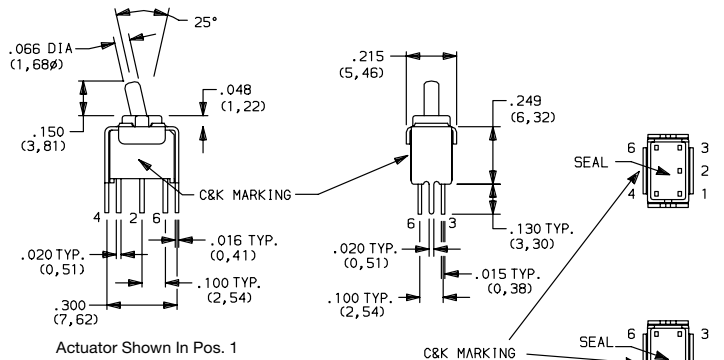 25°
.066 DIA
(1,68ø)
.048
(1,22)
.150
(3,81)
C&K MARKING
4 2 6
.020 TYP.
(0,51)
.016 TYP.
(0,41)
.100 TYP.
(2,54)
.300
(7,62)
Actuator Shown In Pos. 1
.215
(5,46)
.249
(6,32)
6 3
.130 TYP.
(3,30)
.020 TYP.
(0,51)
.015 TYP.
(0,38)
.100 TYP.
(2,54)
C&K MARKING
6 3
SEAL
2
4 1
6 3
SEAL